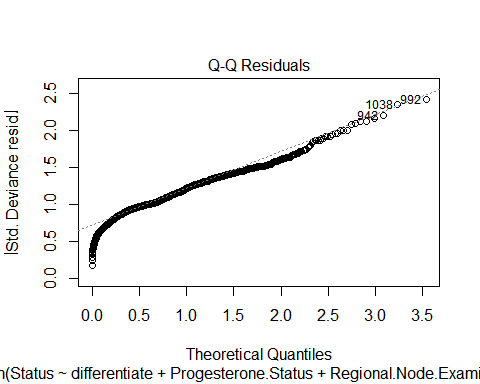 Q-Q Residuals
|Std. Deviance resid|
2.5
2.0
1.5
1.0
0.5
0.0
1038
992
943
0.0 0.5 1.0 1.5 2.0 2.5 3.0 3.5
Theoretical Quantiles
n(Status ~ differentiate + Progesterone.Status + Regional.Node.Exami